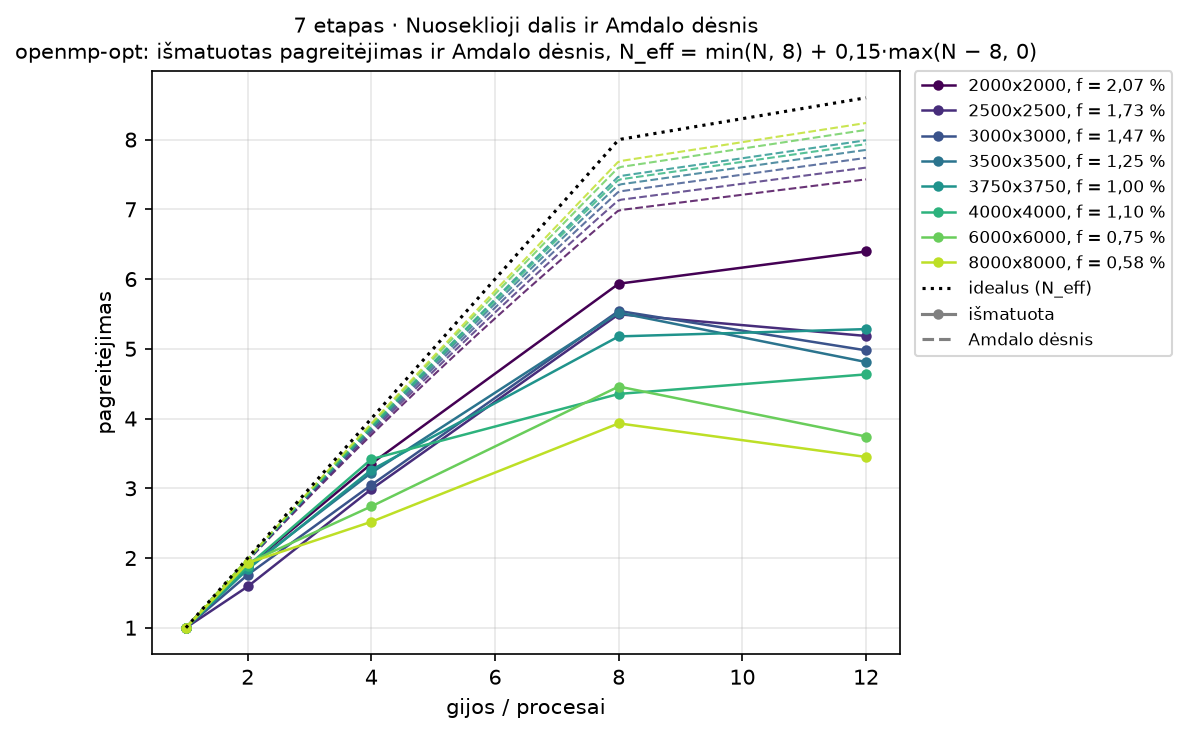 7 etapas · Nuoseklioji dalis ir Amdalo dėsnis
openmp-opt: išmatuotas pagreitėjimas ir Amdalo dėsnis, N_eff = min(N, 8) + 0,15·max(N − 8, 0)
8
7
6
5
4
3
2
1
pagreitėjimas
2 4 6 8 10 12
gijos / procesai
2000x2000, f = 2,07 %
2500x2500, f = 1,73 %
3000x3000, f = 1,47 %
3500x3500, f = 1,25 %
3750x3750, f = 1,00 %
4000x4000, f = 1,10 %
6000x6000, f = 0,75 %
8000x8000, f = 0,58 %
idealus (N_eff)
išmatuota
Amdalo dėsnis